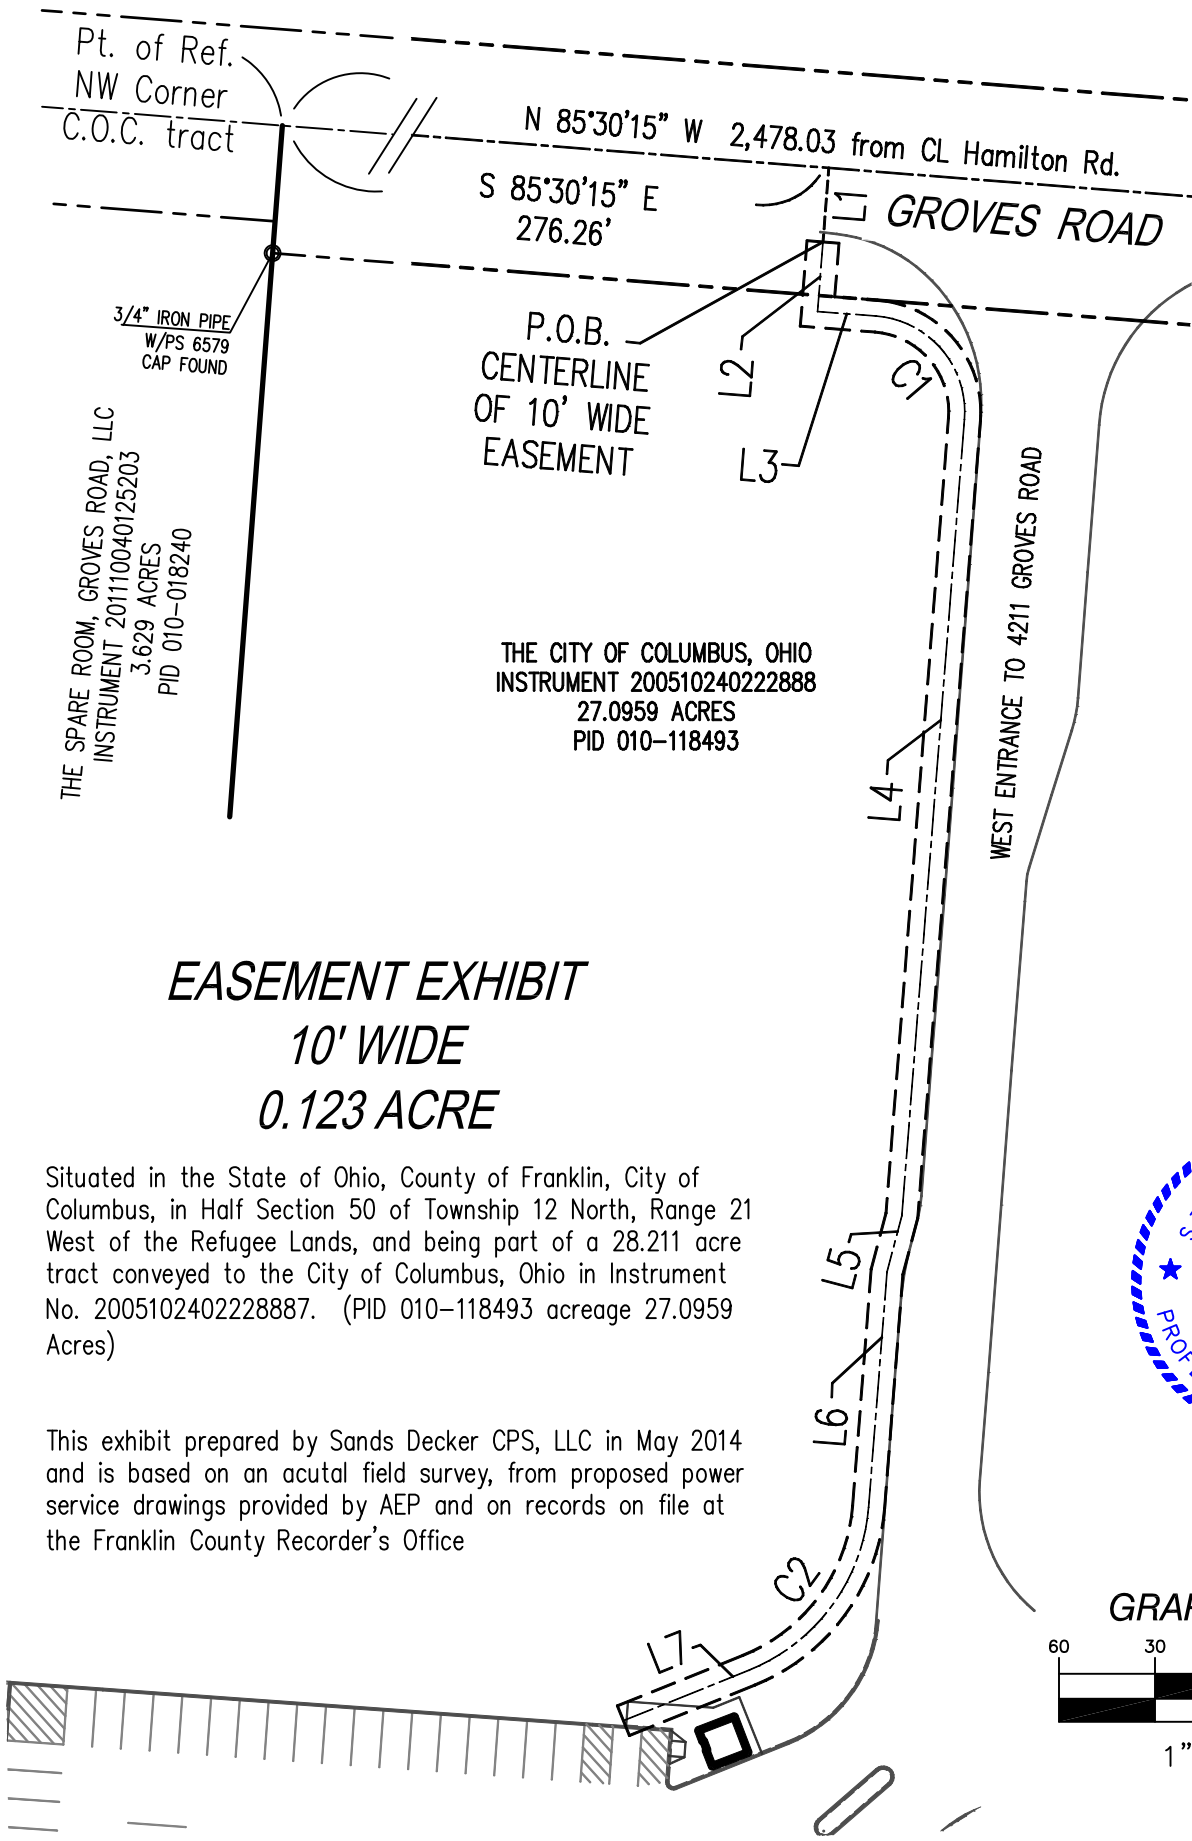 Pt. of Ref.
NW Corner
C.O.C. tract
N 85°30'15" W 2,478.03 from CL Hamilton Rd.
S 85°30'15" E
276.26'
L1
GROVES ROAD
3/4" IRON PIPE
W/PS 6579
CAP FOUND
P.O.B.
CENTERLINE
OF 10' WIDE
EASEMENT
L2
L3
C1
THE SPARE ROOM, GROVES ROAD, LLC
INSTRUMENT 201110040125203
3.629 ACRES
PID 010-018240
THE CITY OF COLUMBUS, OHIO
INSTRUMENT 200510240222888
27.0959 ACRES
PID 010-118493
L4
WEST ENTRANCE TO 4211 GROVES ROAD
EASEMENT EXHIBIT
10' WIDE
0.123 ACRE
Situated in the State of Ohio, County of Franklin, City of
Columbus, in Half Section 50 of Township 12 North, Range 21
West of the Refugee Lands, and being part of a 28.211 acre
tract conveyed to the City of Columbus, Ohio in Instrument
No. 2005102402228887. (PID 010-118493 acreage 27.0959
Acres)
L5
L6
This exhibit prepared by Sands Decker CPS, LLC in May 2014
and is based on an acutal field survey, from proposed power
service drawings provided by AEP and on records on file at
the Franklin County Recorder's Office
C2
L7
PROF
GRAP
60 30
1"